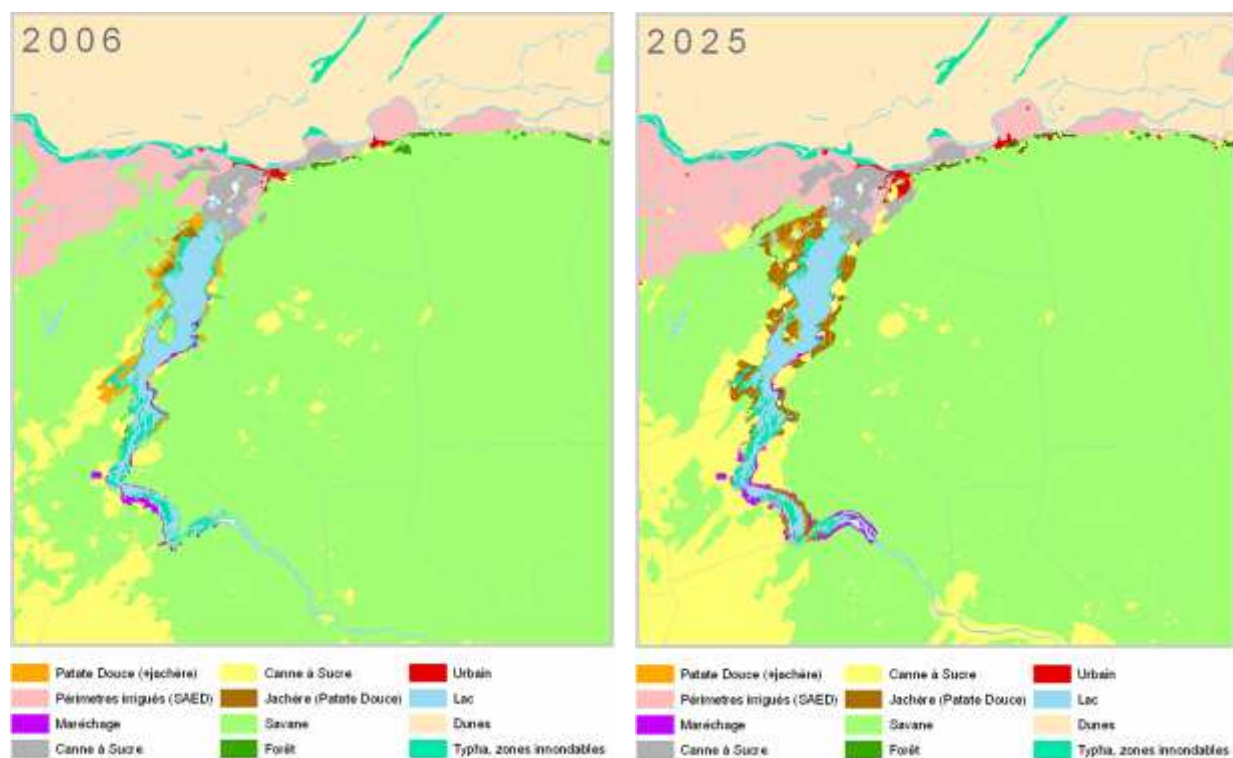 2006
2025
Patate Douce (+jachère) Canne à Sucre Urbain
Périmetres irrigués (SAED) Jachère (Patate Douce) Lac
Maréchage Savane Dunes
Canne à Sucre Forêt Typha, zones innondables
Patate Douce (+jachère) Canne à Sucre Urbain
Périmetres irrigués (SAED) Jachère (Patate Douce) Lac
Maréchage Savane Dunes
Canne à Sucre Forêt Typha, zones innondables